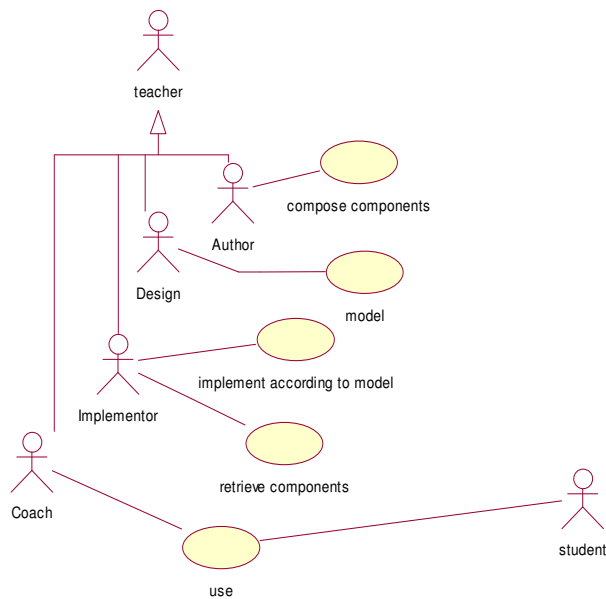 teacher
compose components
Author
Design
model
implement according to model
Implementor
retrieve components
Coach
student
use